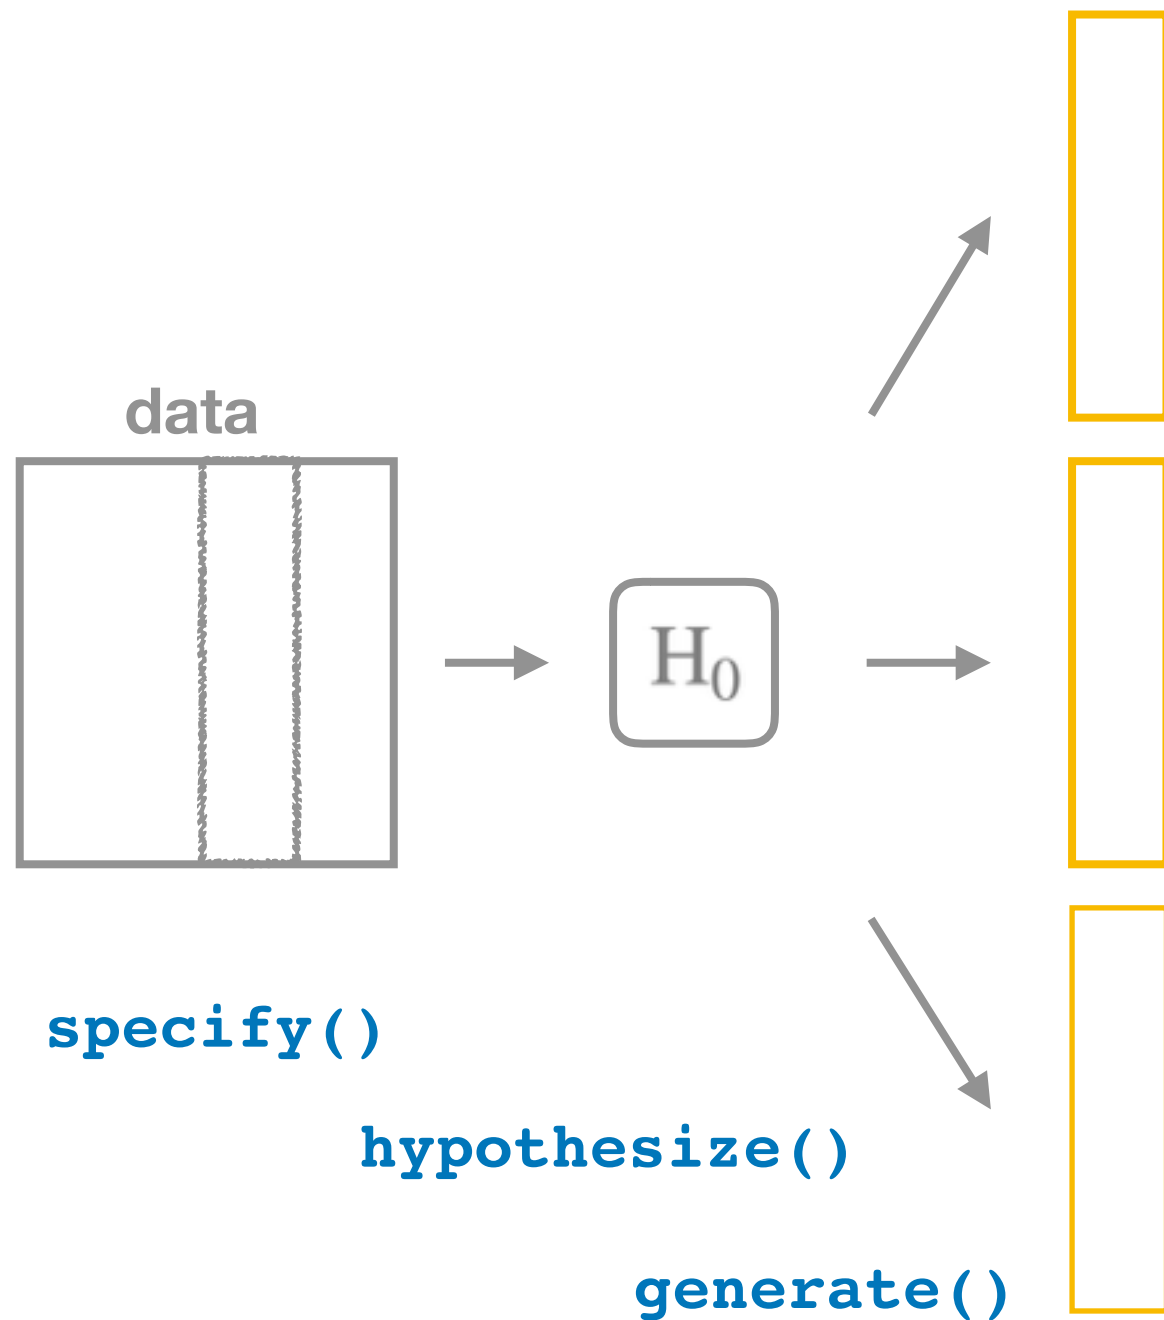 data
H₀
specify()
hypothesize()
generate()